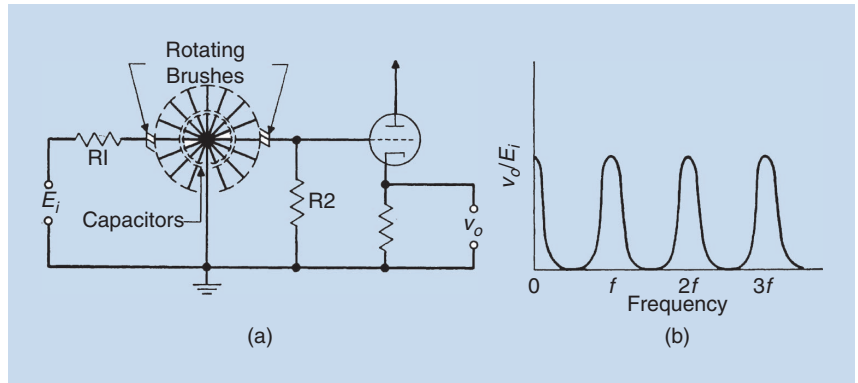 Rotating
Brushes
R1
E_i
Capacitors
R2
v_o
(a)
v_o/E_i
0 f 2f 3f
Frequency
(b)